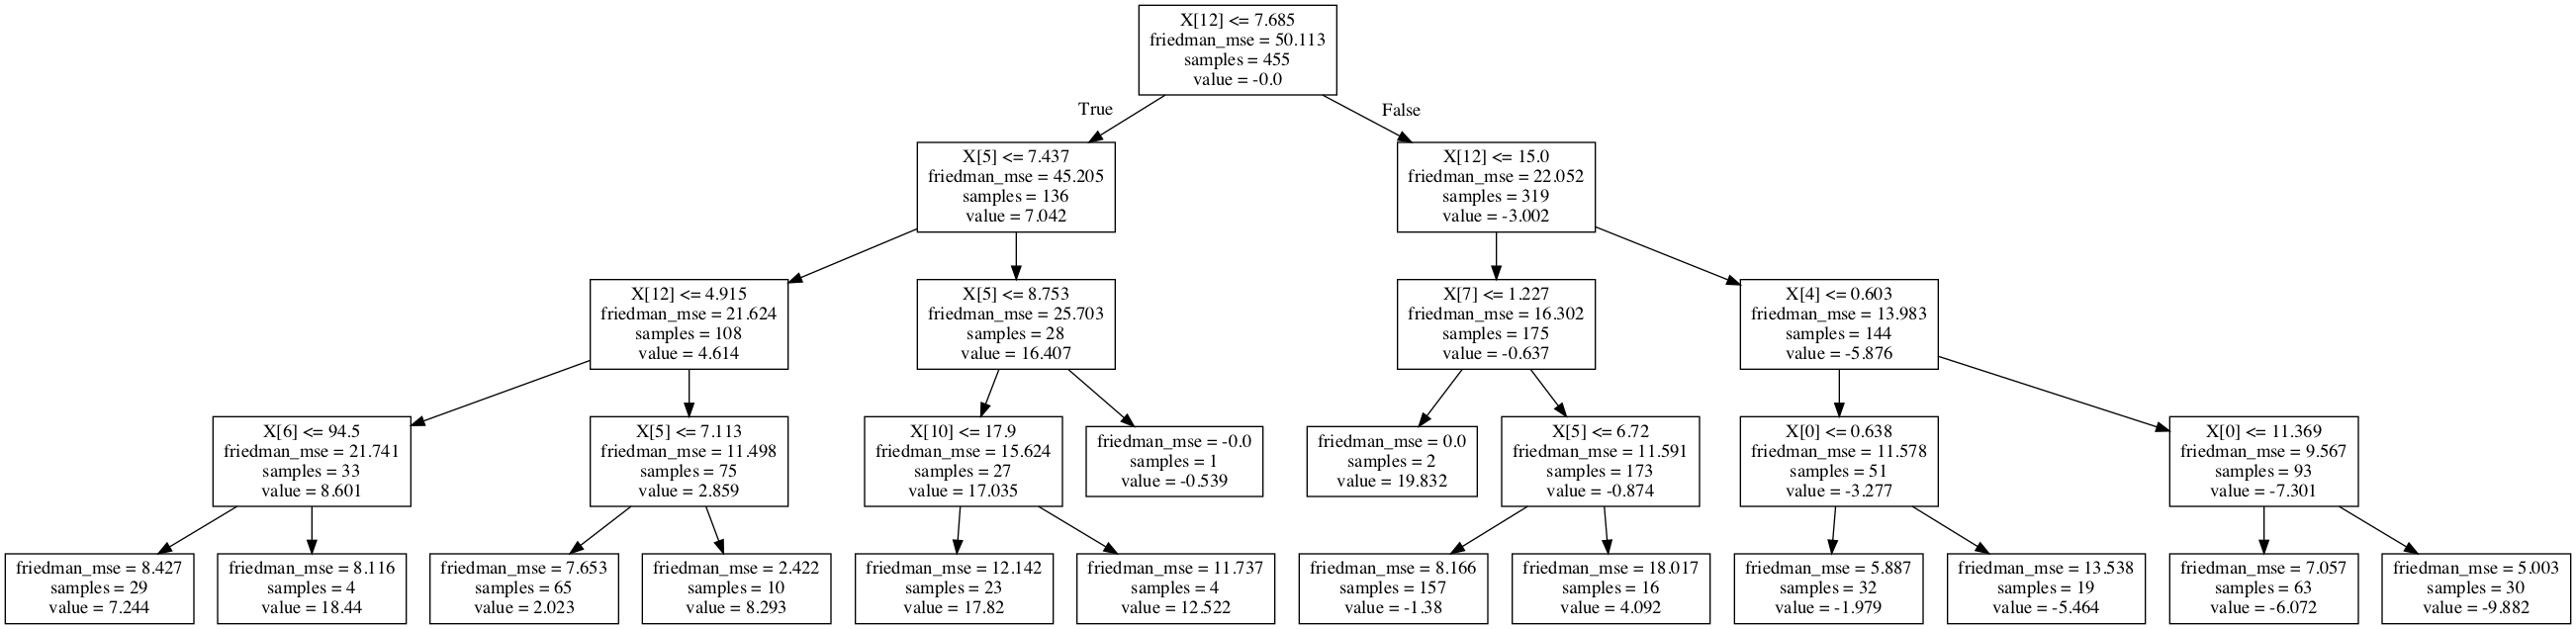 X[12] <= 7.685
friedman_mse = 50.113
samples = 455
value = -0.0
True
False
X[5] <= 7.437
friedman_mse = 45.205
samples = 136
value = 7.042
X[12] <= 15.0
friedman_mse = 22.052
samples = 319
value = -3.002
X[12] <= 4.915
friedman_mse = 21.624
samples = 108
value = 4.614
X[5] <= 8.753
friedman_mse = 25.703
samples = 28
value = 16.407
X[7] <= 1.227
friedman_mse = 16.302
samples = 175
value = -0.637
X[4] <= 0.603
friedman_mse = 13.983
samples = 144
value = -5.876
X[6] <= 94.5
friedman_mse = 21.741
samples = 33
value = 8.601
X[5] <= 7.113
friedman_mse = 11.498
samples = 75
value = 2.859
X[10] <= 17.9
friedman_mse = 15.624
samples = 27
value = 17.035
friedman_mse = -0.0
samples = 1
value = -0.539
friedman_mse = 0.0
samples = 2
value = 19.832
X[5] <= 6.72
friedman_mse = 11.591
samples = 173
value = -0.874
X[0] <= 0.638
friedman_mse = 11.578
samples = 51
value = -3.277
X[0] <= 11.369
friedman_mse = 9.567
samples = 93
value = -7.301
friedman_mse = 8.427
samples = 29
value = 7.244
friedman_mse = 8.116
samples = 4
value = 18.44
friedman_mse = 7.653
samples = 65
value = 2.023
friedman_mse = 2.422
samples = 10
value = 8.293
friedman_mse = 12.142
samples = 23
value = 17.82
friedman_mse = 11.737
samples = 4
value = 12.522
friedman_mse = 8.166
samples = 157
value = -1.38
friedman_mse = 18.017
samples = 16
value = 4.092
friedman_mse = 5.887
samples = 32
value = -1.979
friedman_mse = 13.538
samples = 19
value = -5.464
friedman_mse = 7.057
samples = 63
value = -6.072
friedman_mse = 5.003
samples = 30
value = -9.882